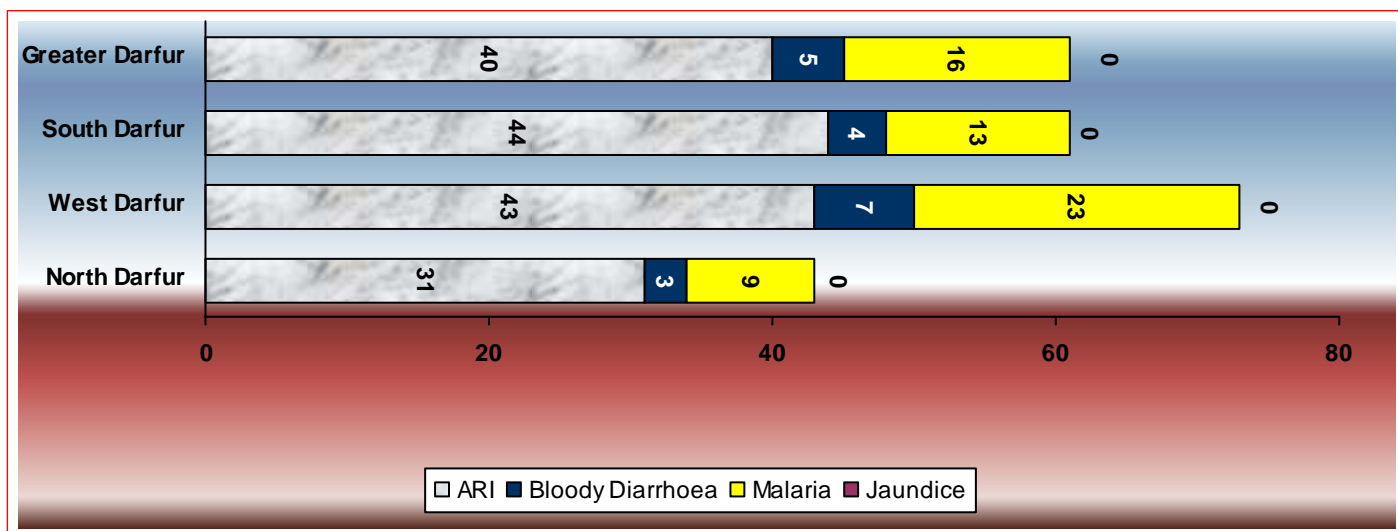 Greater Darfur 40 5 16 0
South Darfur 44 4 13 0
West Darfur 43 7 23 0
North Darfur 31 3 9 0
0 20 40 60 80
ARI Bloody Diarrhoea Malaria Jaundice